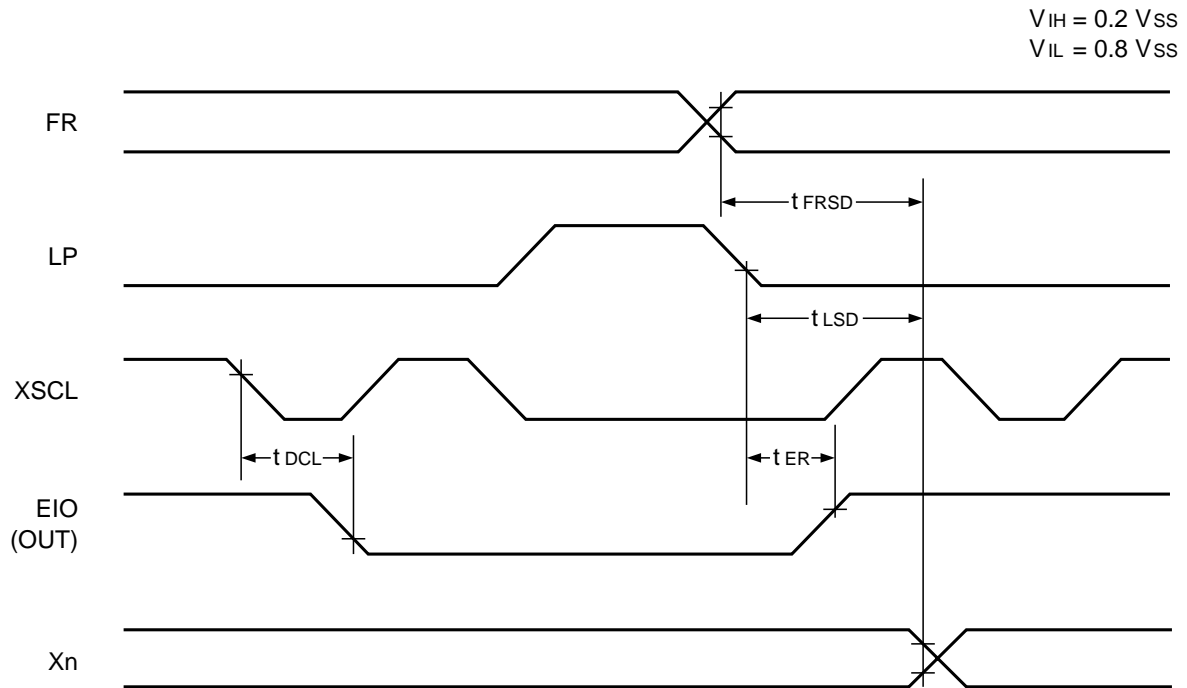 VIH = 0.2 VSS
VIL = 0.8 VSS
FR
t FRSD
LP
t LSD
XSCL
t DCL
t ER
EIO
(OUT)
Xn